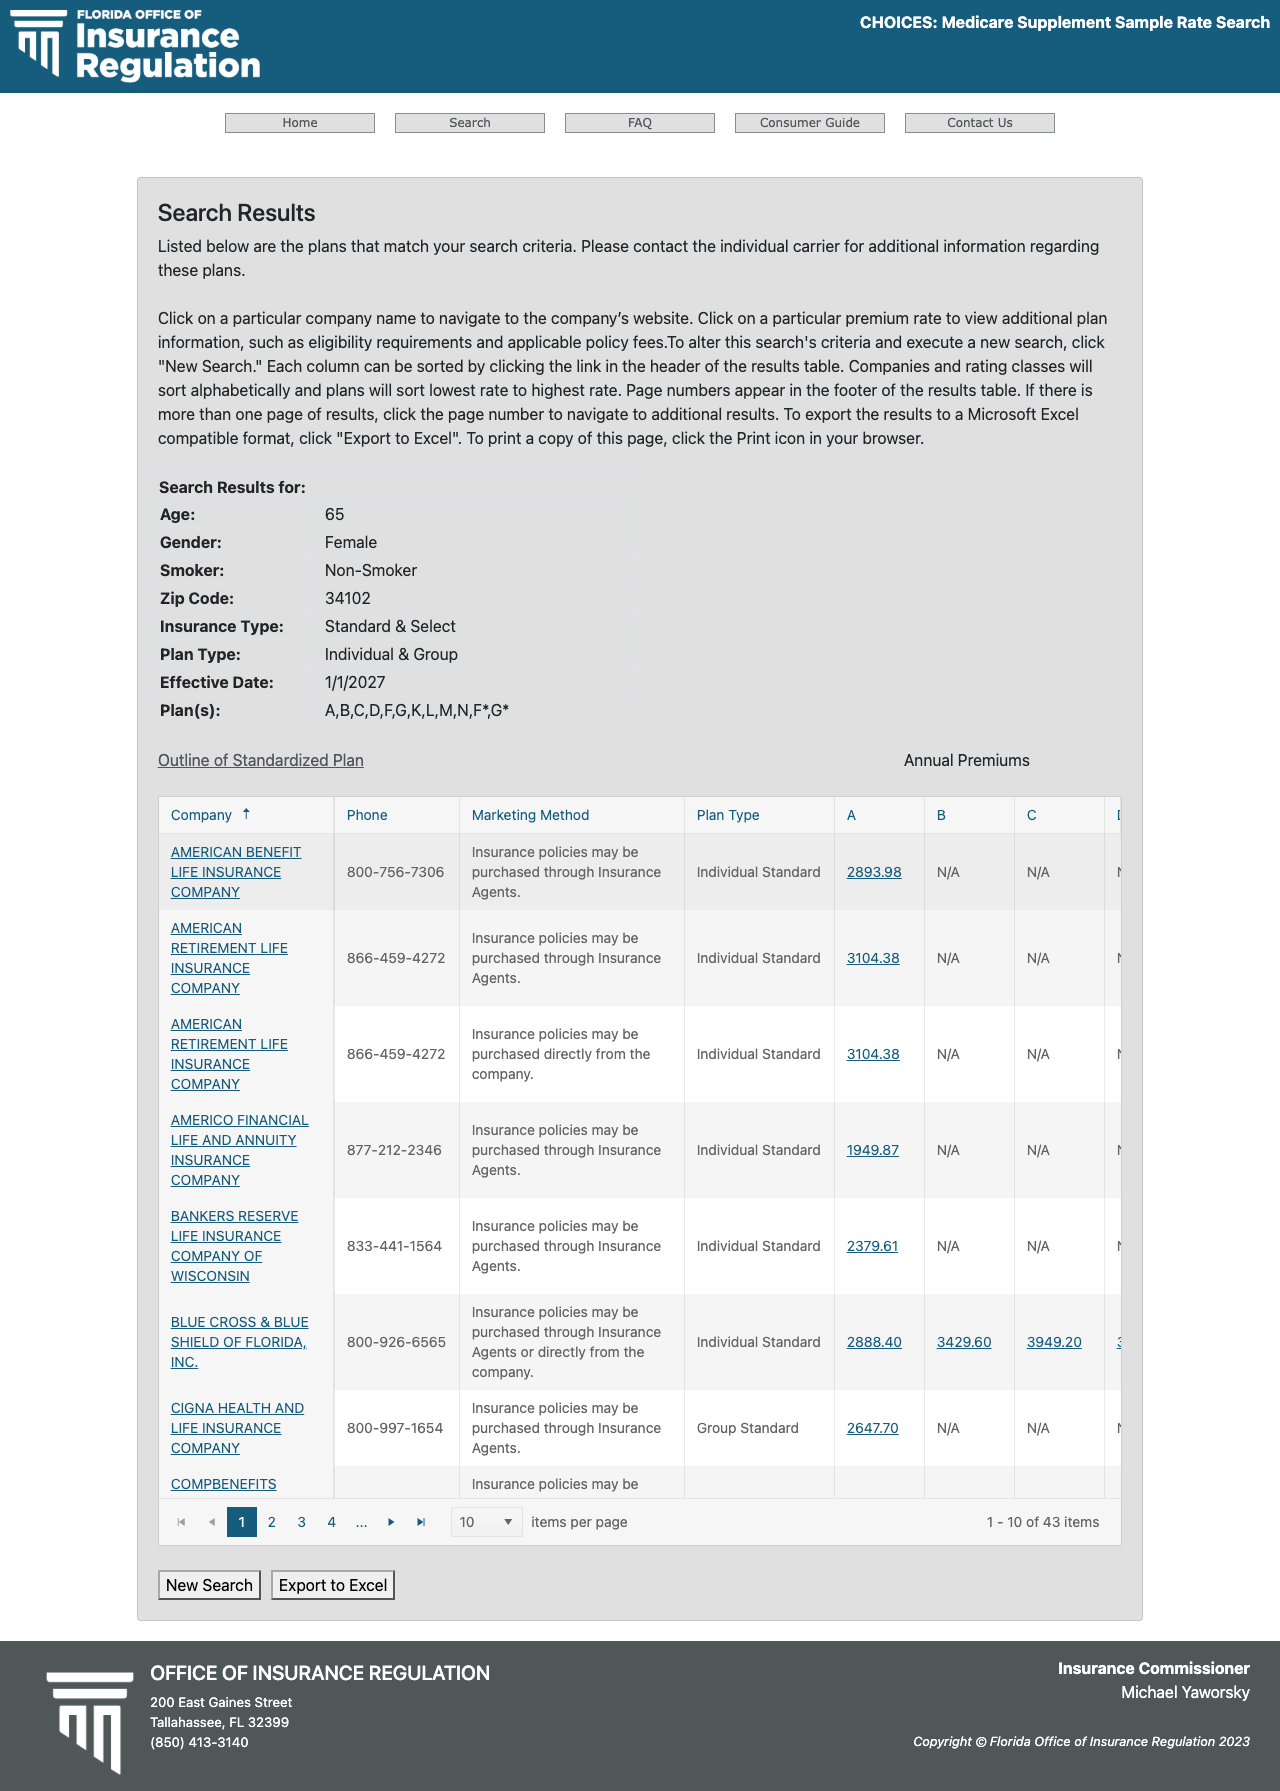 FLORIDA OFFICE OF
Insurance
Regulation
CHOICES: Medicare Supplement Sample Rate Search
Home Search FAQ Consumer Guide Contact Us
Search Results
Listed below are the plans that match your search criteria. Please contact the individual carrier for additional information regarding
these plans.
Click on a particular company name to navigate to the company’s website. Click on a particular premium rate to view additional plan
information, such as eligibility requirements and applicable policy fees.To alter this search's criteria and execute a new search, click
"New Search." Each column can be sorted by clicking the link in the header of the results table. Companies and rating classes will
sort alphabetically and plans will sort lowest rate to highest rate. Page numbers appear in the footer of the results table. If there is
more than one page of results, click the page number to navigate to additional results. To export the results to a Microsoft Excel
compatible format, click "Export to Excel". To print a copy of this page, click the Print icon in your browser.
Search Results for:
Age: 65
Gender: Female
Smoker: Non-Smoker
Zip Code: 34102
Insurance Type: Standard & Select
Plan Type: Individual & Group
Effective Date: 1/1/2027
Plan(s): A,B,C,D,F,G,K,L,M,N,F*,G*
Outline of Standardized Plan Annual Premiums
Company Phone Marketing Method Plan Type A B C
AMERICAN BENEFIT
LIFE INSURANCE
COMPANY
800-756-7306
Insurance policies may be
purchased through Insurance
Agents.
Individual Standard 2893.98 N/A N/A
AMERICAN
RETIREMENT LIFE
INSURANCE
COMPANY
866-459-4272
Insurance policies may be
purchased through Insurance
Agents.
Individual Standard 3104.38 N/A N/A
AMERICAN
RETIREMENT LIFE
INSURANCE
COMPANY
866-459-4272
Insurance policies may be
purchased directly from the
company.
Individual Standard 3104.38 N/A N/A
AMERICO FINANCIAL
LIFE AND ANNUITY
INSURANCE
COMPANY
877-212-2346
Insurance policies may be
purchased through Insurance
Agents.
Individual Standard 1949.87 N/A N/A
BANKERS RESERVE
LIFE INSURANCE
COMPANY OF
WISCONSIN
833-441-1564
Insurance policies may be
purchased through Insurance
Agents.
Individual Standard 2379.61 N/A N/A
BLUE CROSS & BLUE
SHIELD OF FLORIDA,
INC.
800-926-6565
Insurance policies may be
purchased through Insurance
Agents or directly from the
company.
Individual Standard 2888.40 3429.60 3949.20
CIGNA HEALTH AND
LIFE INSURANCE
COMPANY
800-997-1654
Insurance policies may be
purchased through Insurance
Agents.
Group Standard 2647.70 N/A N/A
COMPBENEFITS
Insurance policies may be
1 2 3 4 ... 10 items per page 1 - 10 of 43 items
New Search Export to Excel
OFFICE OF INSURANCE REGULATION
200 East Gaines Street
Tallahassee, FL 32399
(850) 413-3140
Insurance Commissioner
Michael Yaworsky
Copyright © Florida Office of Insurance Regulation 2023